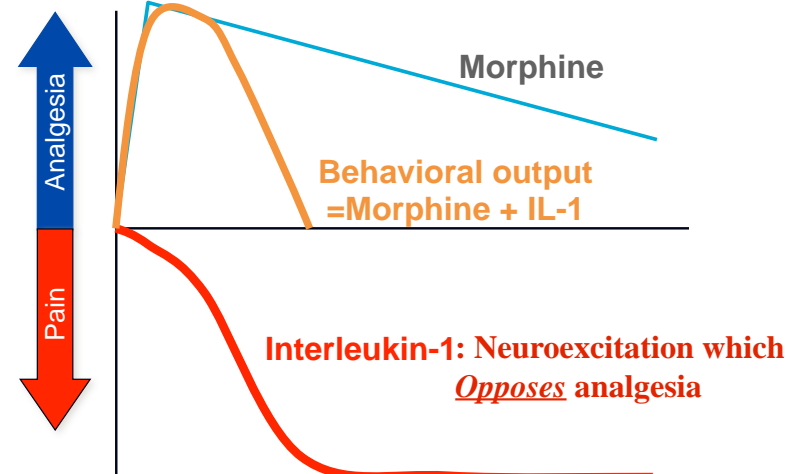 Analgesia
Morphine
Behavioral output
=Morphine + IL-1
Pain
Interleukin-1: Neuroexcitation which
Opposes analgesia